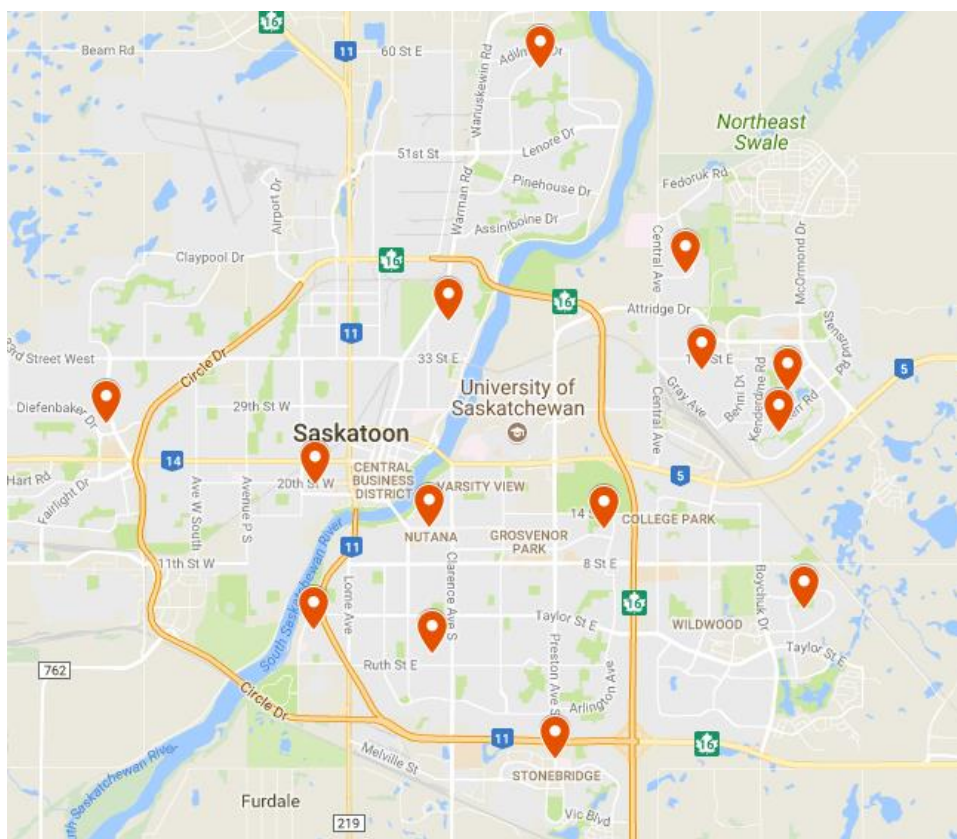 16
Beam Rd
11
60 St E
Wanuskewin Rd
Northeast
Swale
51st St
Lenore Dr
Pinehouse Dr
Fedoruk Rd
Airport Dr
Warman Rd
Assiniboine Dr
Central Ave
McOrmond Dr
Claypool Dr
16
16
Attridge Dr
Stensrud Rd
11
33 St E
rd Street West
Circle Dr
5
University of
Saskatchewan
Gray Ave
Berini Dr
Kenderdine Rd
Central Ave
Diefenbaker Dr
29th St W
Saskatoon
14
CENTRAL
BUSINESS
DISTRICT
VARSITY VIEW
5
Hart Rd
Fairlight Dr
20th St W
Ave W South
Avenue P S
NUTANA
GROSVENOR
PARK
COLLEGE PARK
11
11th St W
8 St E
South Saskatchewan River
Lorne Ave
Clarence Ave S
16
Boychuk Dr
Taylor St E
WILDWOOD
762
Ruth St E
Preston Ave S
Arlington Ave
Taylor St E
Circle Dr
11
16
Melville St
STONEBRIDGE
South Saskatchewan River
Furdale
219
Vic Blvd